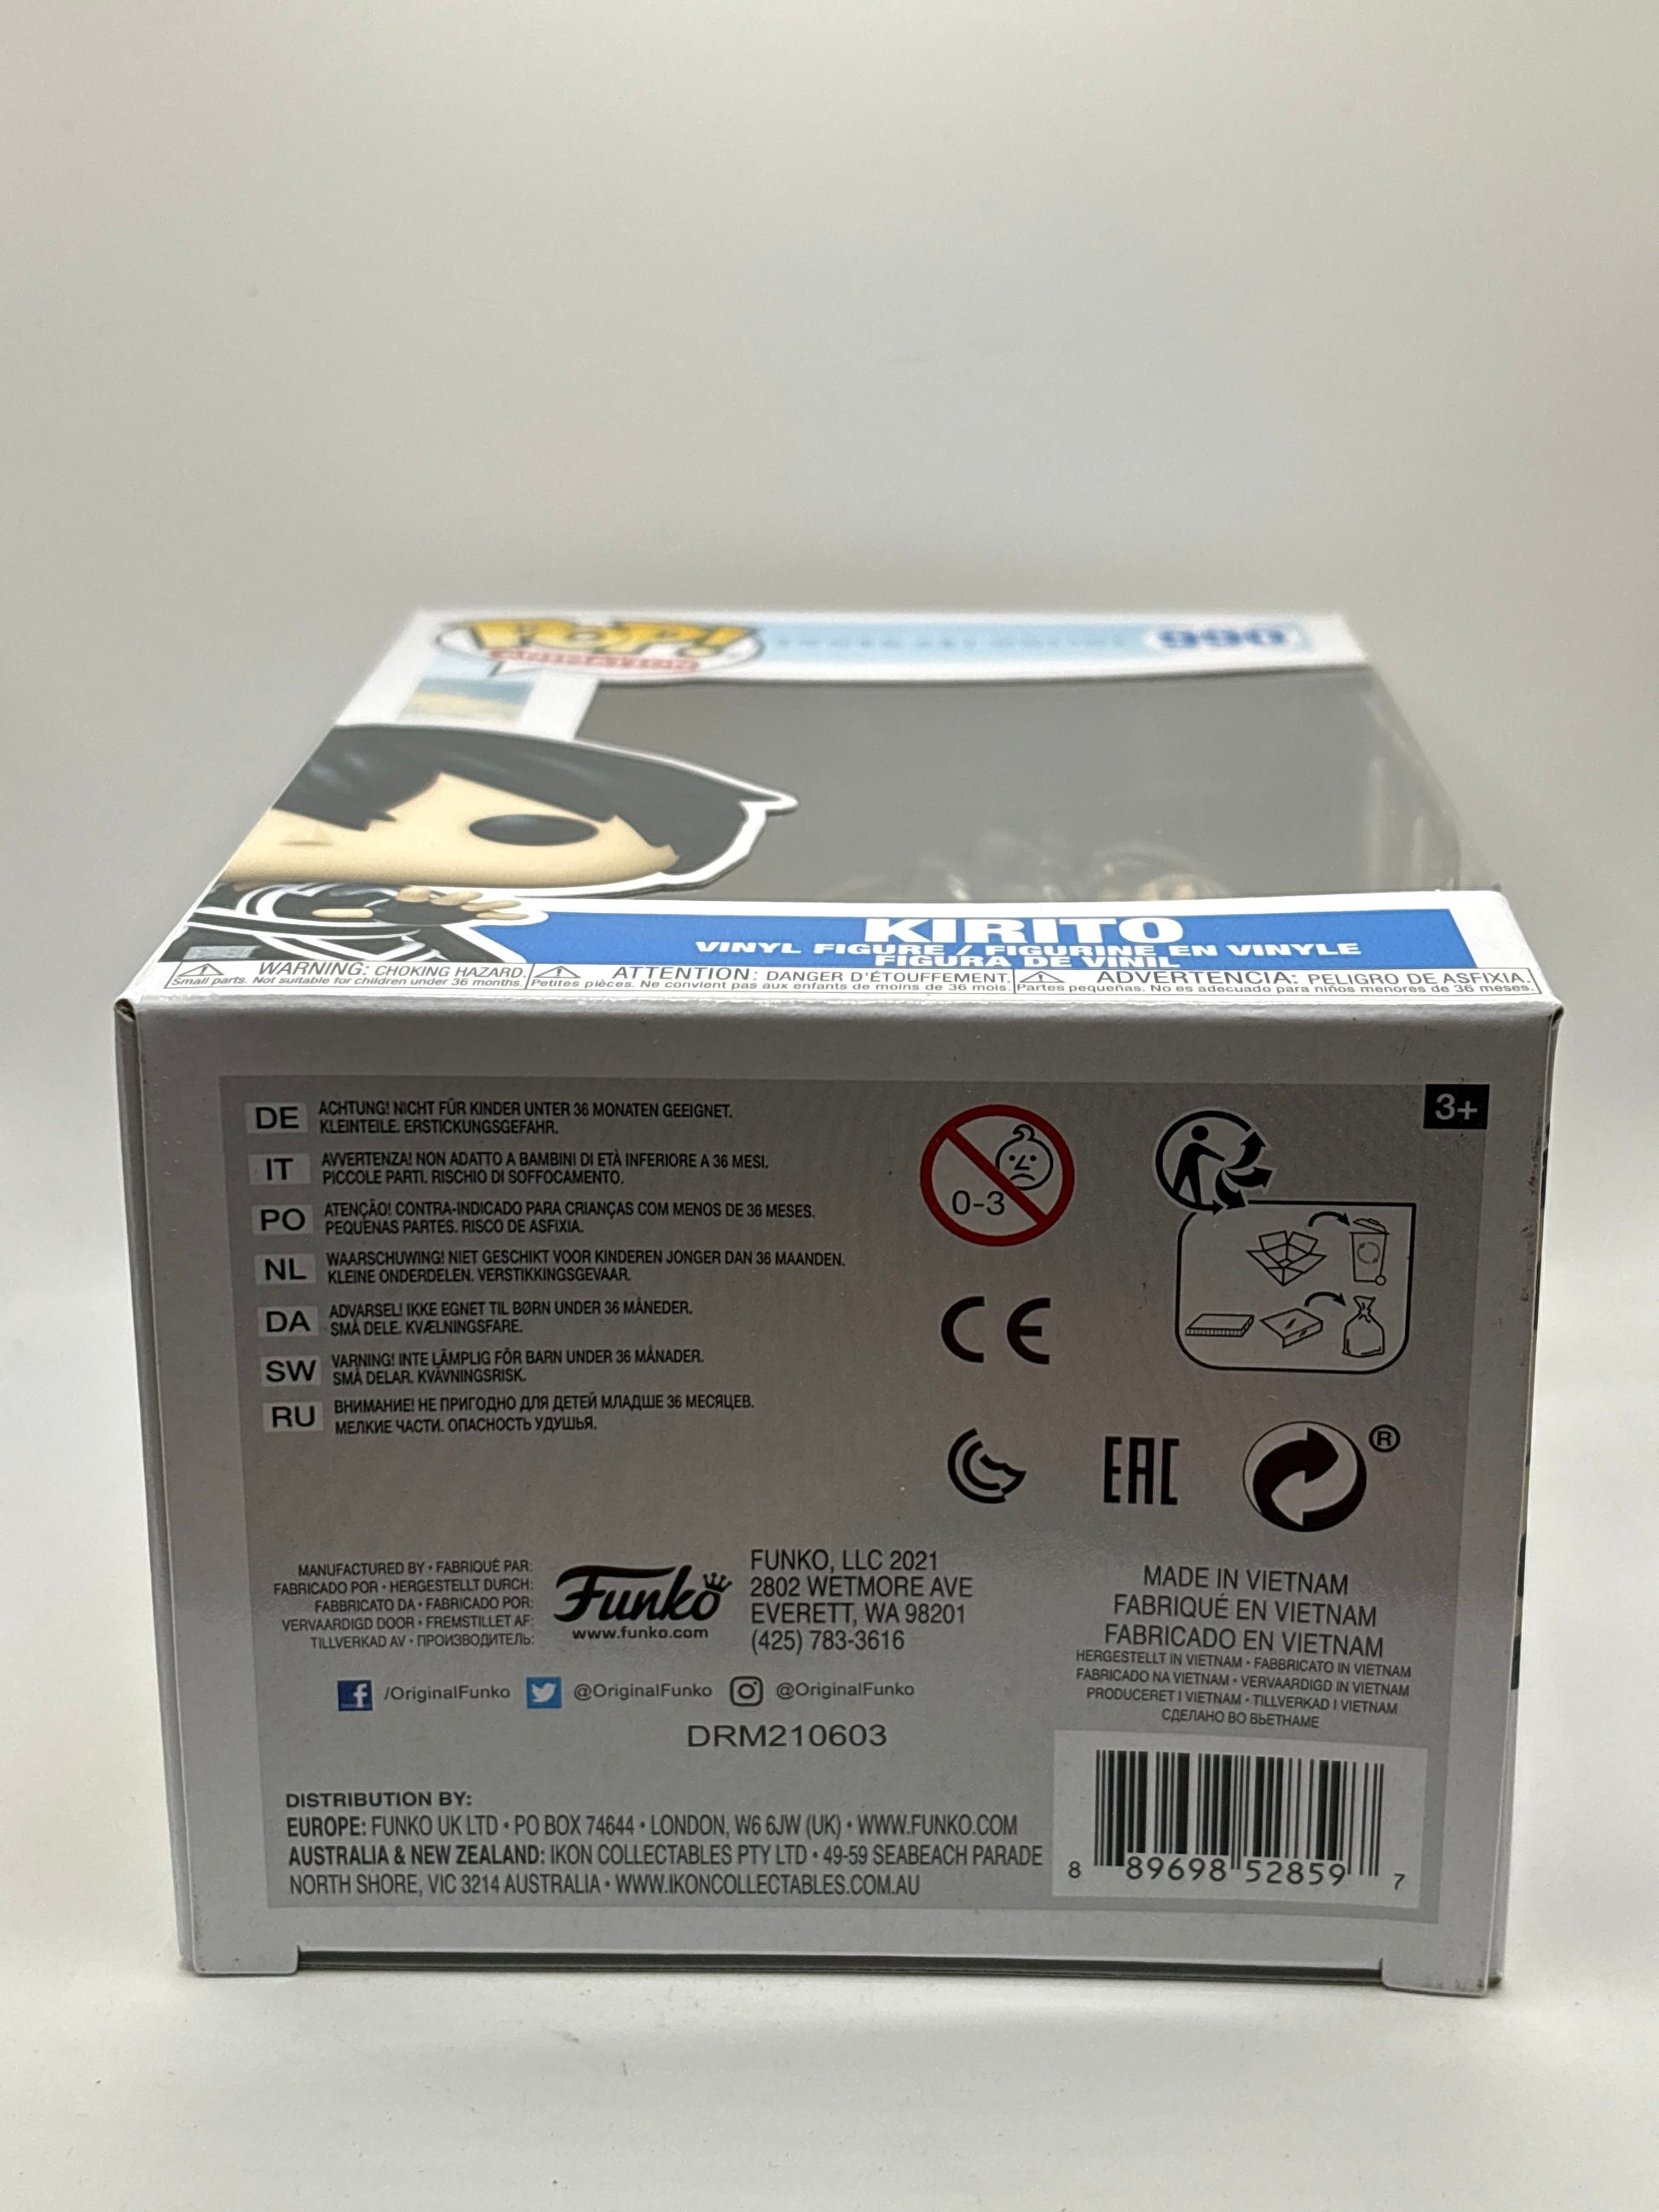 POP!
ANIMATION
SWORD ART ONLINE
990
KIRITO
VINYL FIGURE / FIGURINE EN VINYLE
FIGURA DE VINIL
WARNING: CHOKING HAZARD.
Small parts. Not suitable for children under 36 months.
ATTENTION: DANGER D'ÉTOUFFEMENT.
Petites pièces. Ne convient pas aux enfants de moins de 36 mois.
ADVERTENCIA: PELIGRO DE ASFIXIA.
Partes pequeñas. No es adecuado para niños menores de 36 meses.
DE ACHTUNG! NICHT FÜR KINDER UNTER 36 MONATEN GEEIGNET.
KLEINTEILE. ERSTICKUNGSGEFAHR.
IT AVVERTENZA! NON ADATTO A BAMBINI DI ETÀ INFERIORE A 36 MESI.
PICCOLE PARTI. RISCHIO DI SOFFOCAMENTO.
PO ATENÇÃO! CONTRA-INDICADO PARA CRIANÇAS COM MENOS DE 36 MESES.
PEQUENAS PARTES. RISCO DE ASFIXIA.
NL WAARSCHUWING! NIET GESCHIKT VOOR KINDEREN JONGER DAN 36 MAANDEN.
KLEINE ONDERDELEN. VERSTIKKINGSGEVAAR.
DA ADVARSEL! IKKE EGNET TIL BØRN UNDER 36 MÅNEDER.
SMÅ DELE. KVÆLNINGSFARE.
SW VARNING! INTE LÄMPLIG FÖR BARN UNDER 36 MÅNADER.
SMÅ DELAR. KVÄVNINGSRISK.
RU ВНИМАНИЕ! НЕ ПРИГОДНО ДЛЯ ДЕТЕЙ МЛАДШЕ 36 МЕСЯЦЕВ.
МЕЛКИЕ ЧАСТИ. ОПАСНОСТЬ УДУШЬЯ.
0-3
3+
CE
EAC
®
MANUFACTURED BY • FABRIQUÉ PAR:
FABRICADO POR • HERGESTELLT DURCH:
FABBRICATO DA • FABRICADO POR:
VERVAARDIGD DOOR • FREMSTILLET AF:
TILLVERKAD AV • ПРОИЗВОДИТЕЛЬ:
Funko
www.funko.com
FUNKO, LLC 2021
2802 WETMORE AVE
EVERETT, WA 98201
(425) 783-3616
/OriginalFunko @OriginalFunko @OriginalFunko
DRM210603
MADE IN VIETNAM
FABRIQUÉ EN VIETNAM
FABRICADO EN VIETNAM
HERGESTELLT IN VIETNAM • FABBRICATO IN VIETNAM
FABRICADO NA VIETNAM • VERVAARDIGD IN VIETNAM
PRODUCERET I VIETNAM • TILLVERKAD I VIETNAM
СДЕЛАНО ВО ВЬЕТНАМЕ
DISTRIBUTION BY:
EUROPE: FUNKO UK LTD • PO BOX 74644 • LONDON, W6 6JW (UK) • WWW.FUNKO.COM
AUSTRALIA & NEW ZEALAND: IKON COLLECTABLES PTY LTD • 49-59 SEABEACH PARADE
NORTH SHORE, VIC 3214 AUSTRALIA • WWW.IKONCOLLECTABLES.COM.AU
8 89698 52859 7